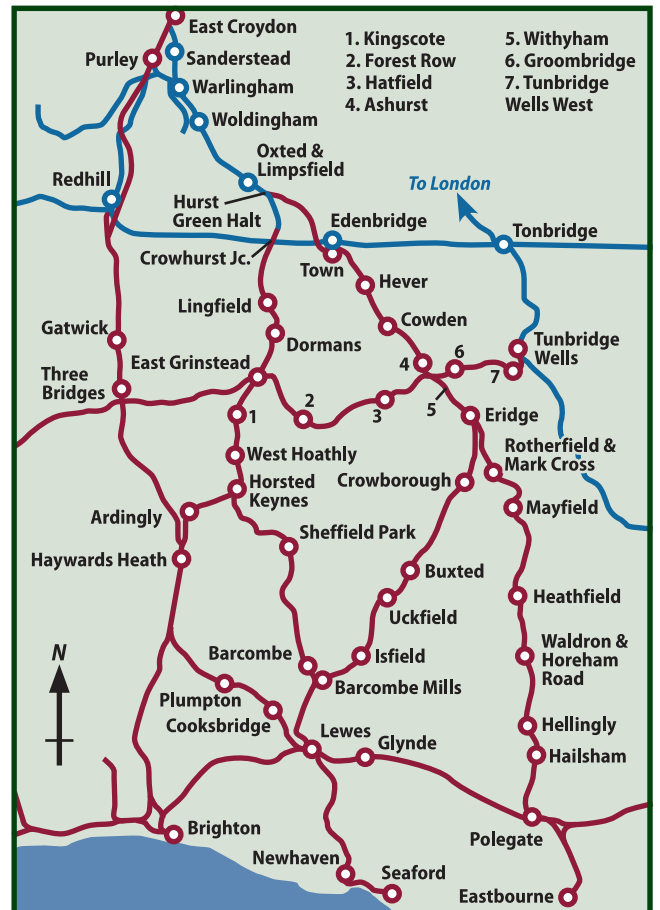 East Croydon
Purley
Sanderstead
Warlingham
Woldingham
1. Kingscote
2. Forest Row
3. Hatfield
4. Ashurst
5. Withyham
6. Groombridge
7. Tunbridge
Wells West
Oxted &
Limpsfield
Redhill
Hurst
Green Halt
To London
Edenbridge
Tonbridge
Crowhurst Jc.
Town
Hever
Lingfield
Cowden
Gatwick
Dormans
Tunbridge
Wells
East Grinstead
Three
Bridges
4
6
7
1
2
3
5
Eridge
West Hoathly
Rotherfield &
Mark Cross
Crowborough
Horsted
Keynes
Ardingly
Mayfield
Sheffield Park
Haywards Heath
Buxted
Heathfield
Uckfield
N
Barcombe
Isfield
Waldron &
Horeham
Road
Barcombe Mills
Plumpton
Cooksbridge
Hellingly
Lewes
Glynde
Hailsham
Brighton
Polegate
Newhaven
Seaford
Eastbourne